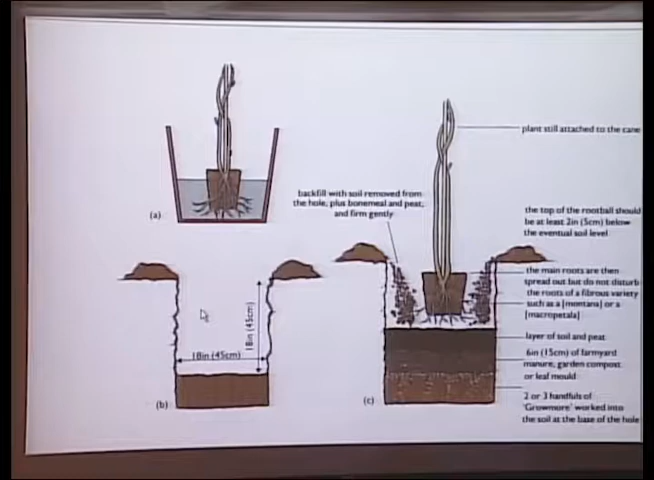 (a)
backfill with soil removed from
the hole, plus bonemeal and peat,
and firm gently
plant still attached to the cane
the top of the rootball should
be at least 2in (5cm) below
the eventual soil level
the main roots are then
spread out but do not disturb
the roots of a fibrous variety
such as a [montana] or a
[macropetala]
18in (45cm)
18in (45cm)
layer of soil and peat
6in (15cm) of farmyard
manure, garden compost
or leaf mould
(b)
(c)
2 or 3 handfuls of
'Growmore' worked into
the soil at the base of the hole